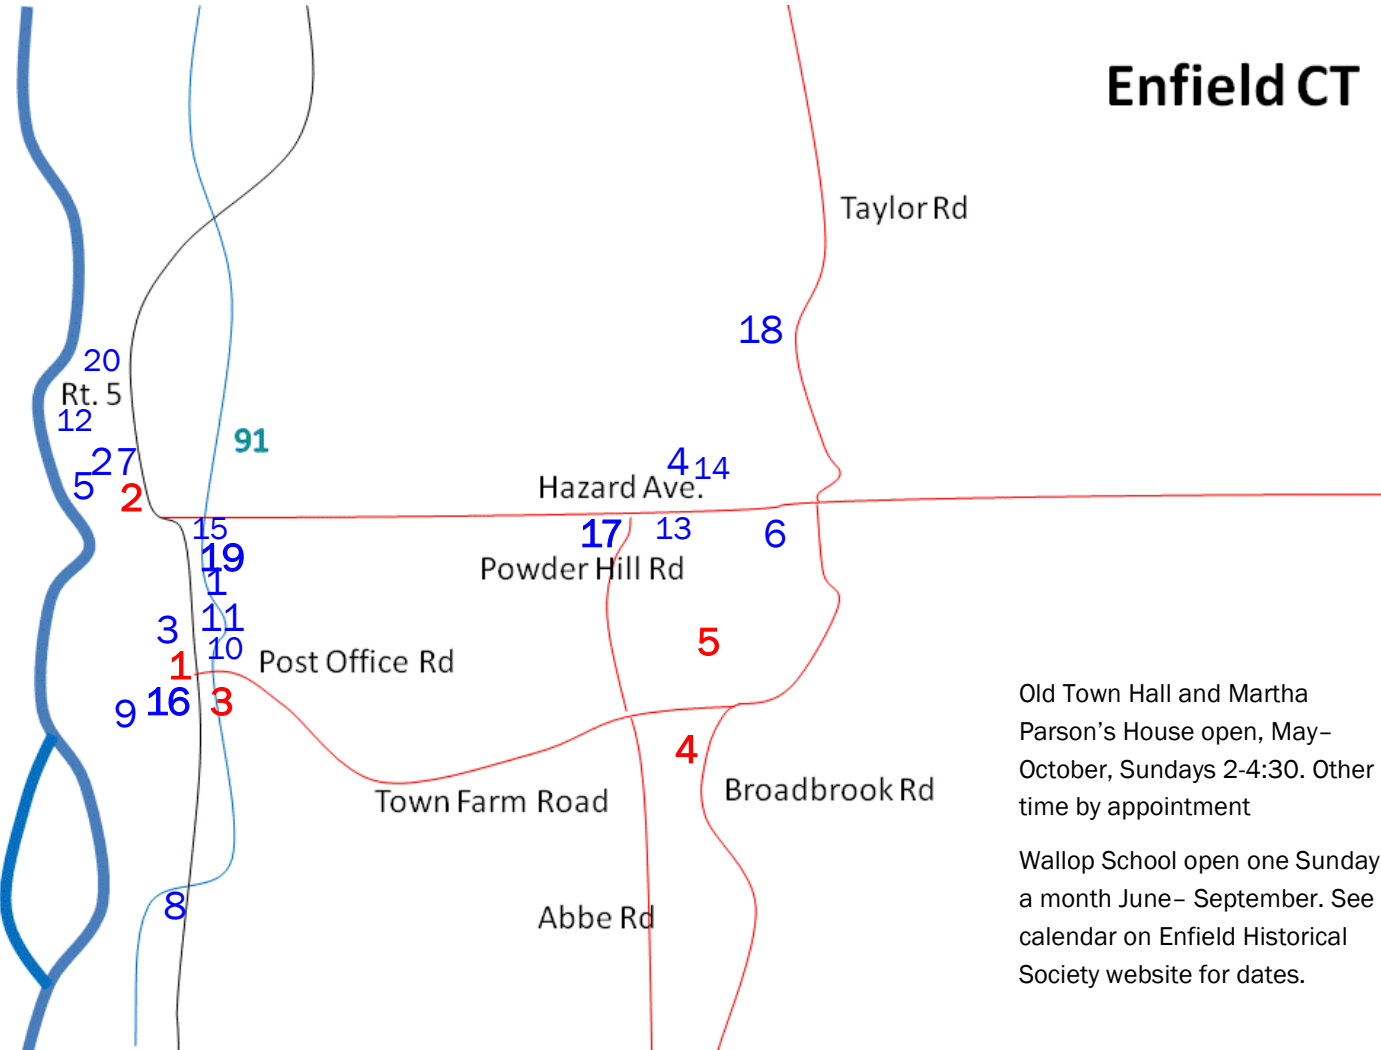 Enfield CT
Taylor Rd
18
20
Rt. 5
12
91
27
4
14
5
2
Hazard Ave.
15
17
13
6
19
1
Powder Hill Rd
11
3
10
5
1
Post Office Rd
16
3
9
4
Town Farm Road
Broadbrook Rd
8
Abbe Rd
Old Town Hall and Martha
Parson’s House open, May–
October, Sundays 2-4:30. Other
time by appointment
Wallop School open one Sunday
a month June– September. See
calendar on Enfield Historical
Society website for dates.